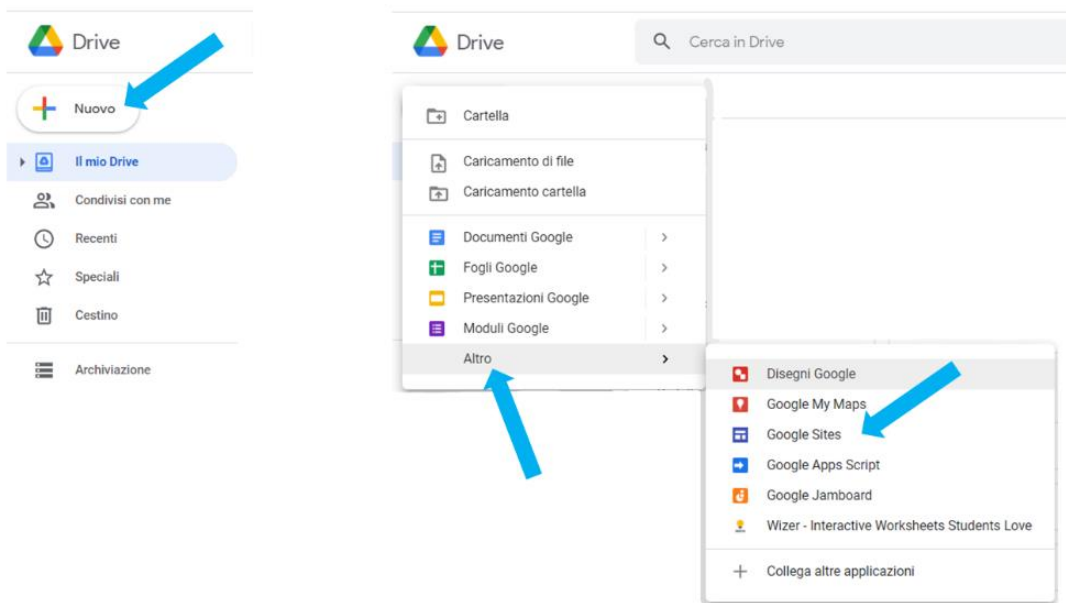 Drive
Nuovo
Il mio Drive
Condivisi con me
Recenti
Speciali
Cestino
Archiviazione
Drive
Cerca in Drive
Cartella
Caricamento di file
Caricamento cartella
Documenti Google
Fogli Google
Presentazioni Google
Moduli Google
Altro
Disegni Google
Google My Maps
Google Sites
Google Apps Script
Google Jamboard
Wizer - Interactive Worksheets Students Love
Collega altre applicazioni